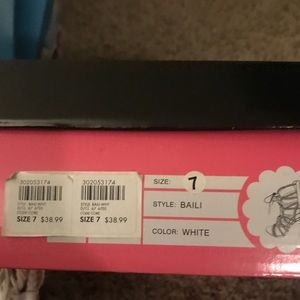 302053174
SIZE 7 $38.99
302053174
SIZE 7 $38.99
SIZE: 7
STYLE: BAILI
COLOR: WHITE